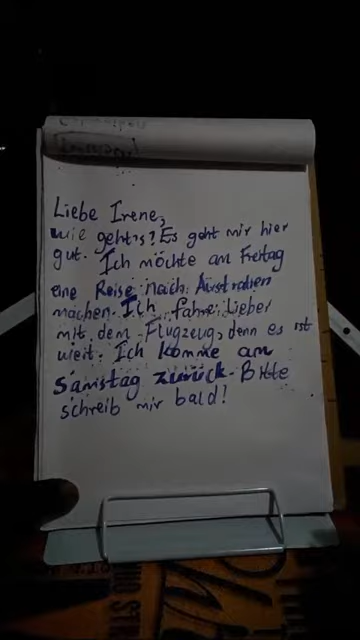 Liebe Irene,
wie geht's? Es geht mir hier
gut. Ich möchte am Freitag
eine Reise nach Australien
machen. Ich fahre lieber
mit dem Flugzeug, denn es ist
weit. Ich komme am
Samstag zurück. Bitte
schreib mir bald!